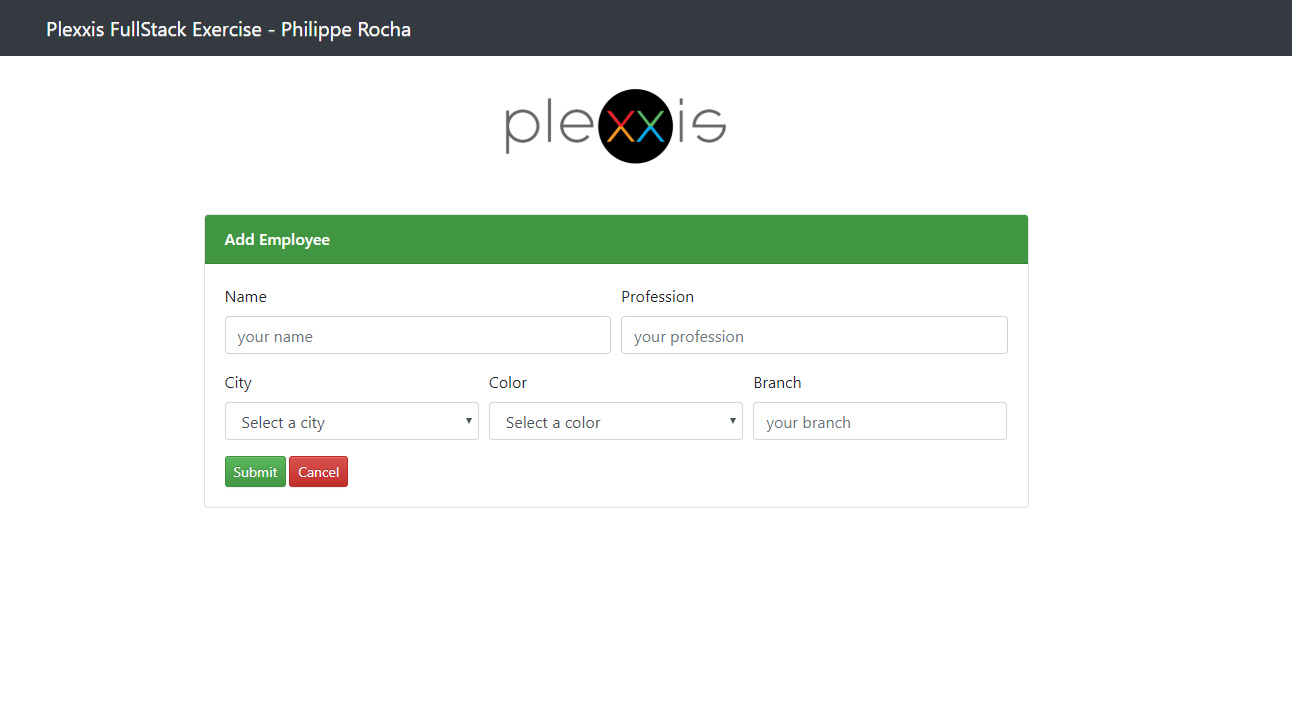 Plexxis FullStack Exercise - Philippe Rocha
plexxis
Add Employee
Name Profession
your name your profession
City Color Branch
Select a city Select a color your branch
Submit Cancel